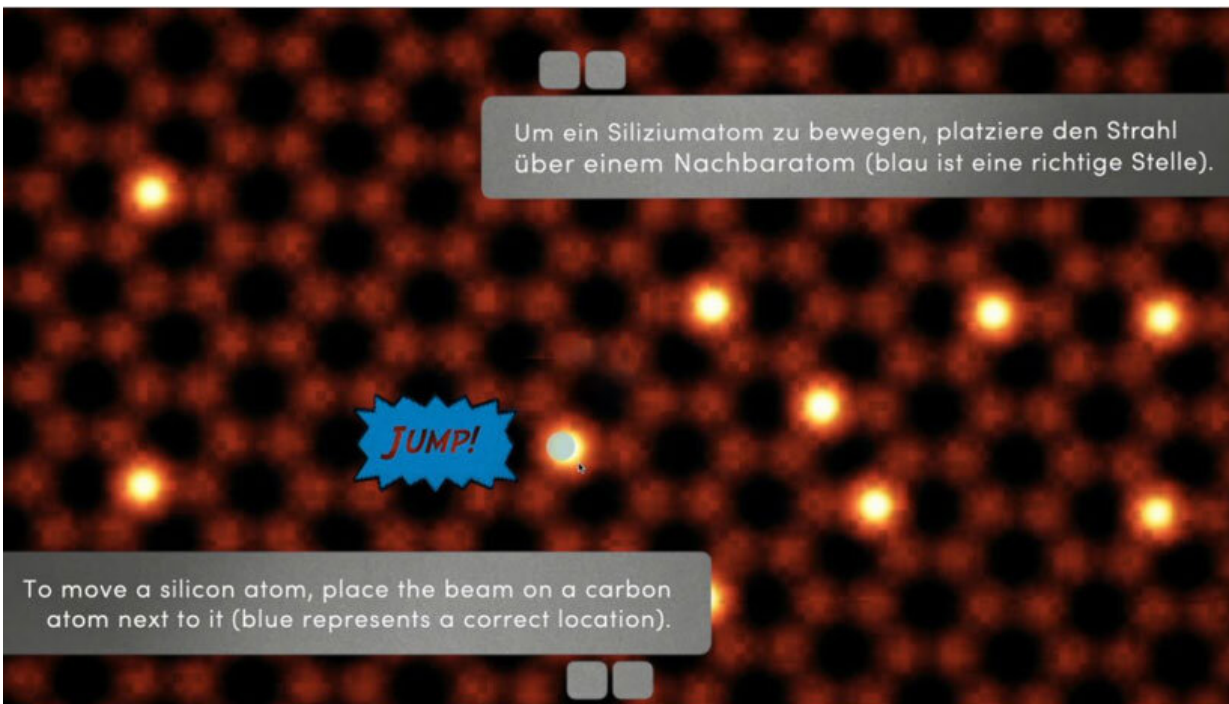 Um ein Siliziumatom zu bewegen, platziere den Strahl
über einem Nachbaratom (blau ist eine richtige Stelle).
JUMP!
To move a silicon atom, place the beam on a carbon
atom next to it (blue represents a correct location).